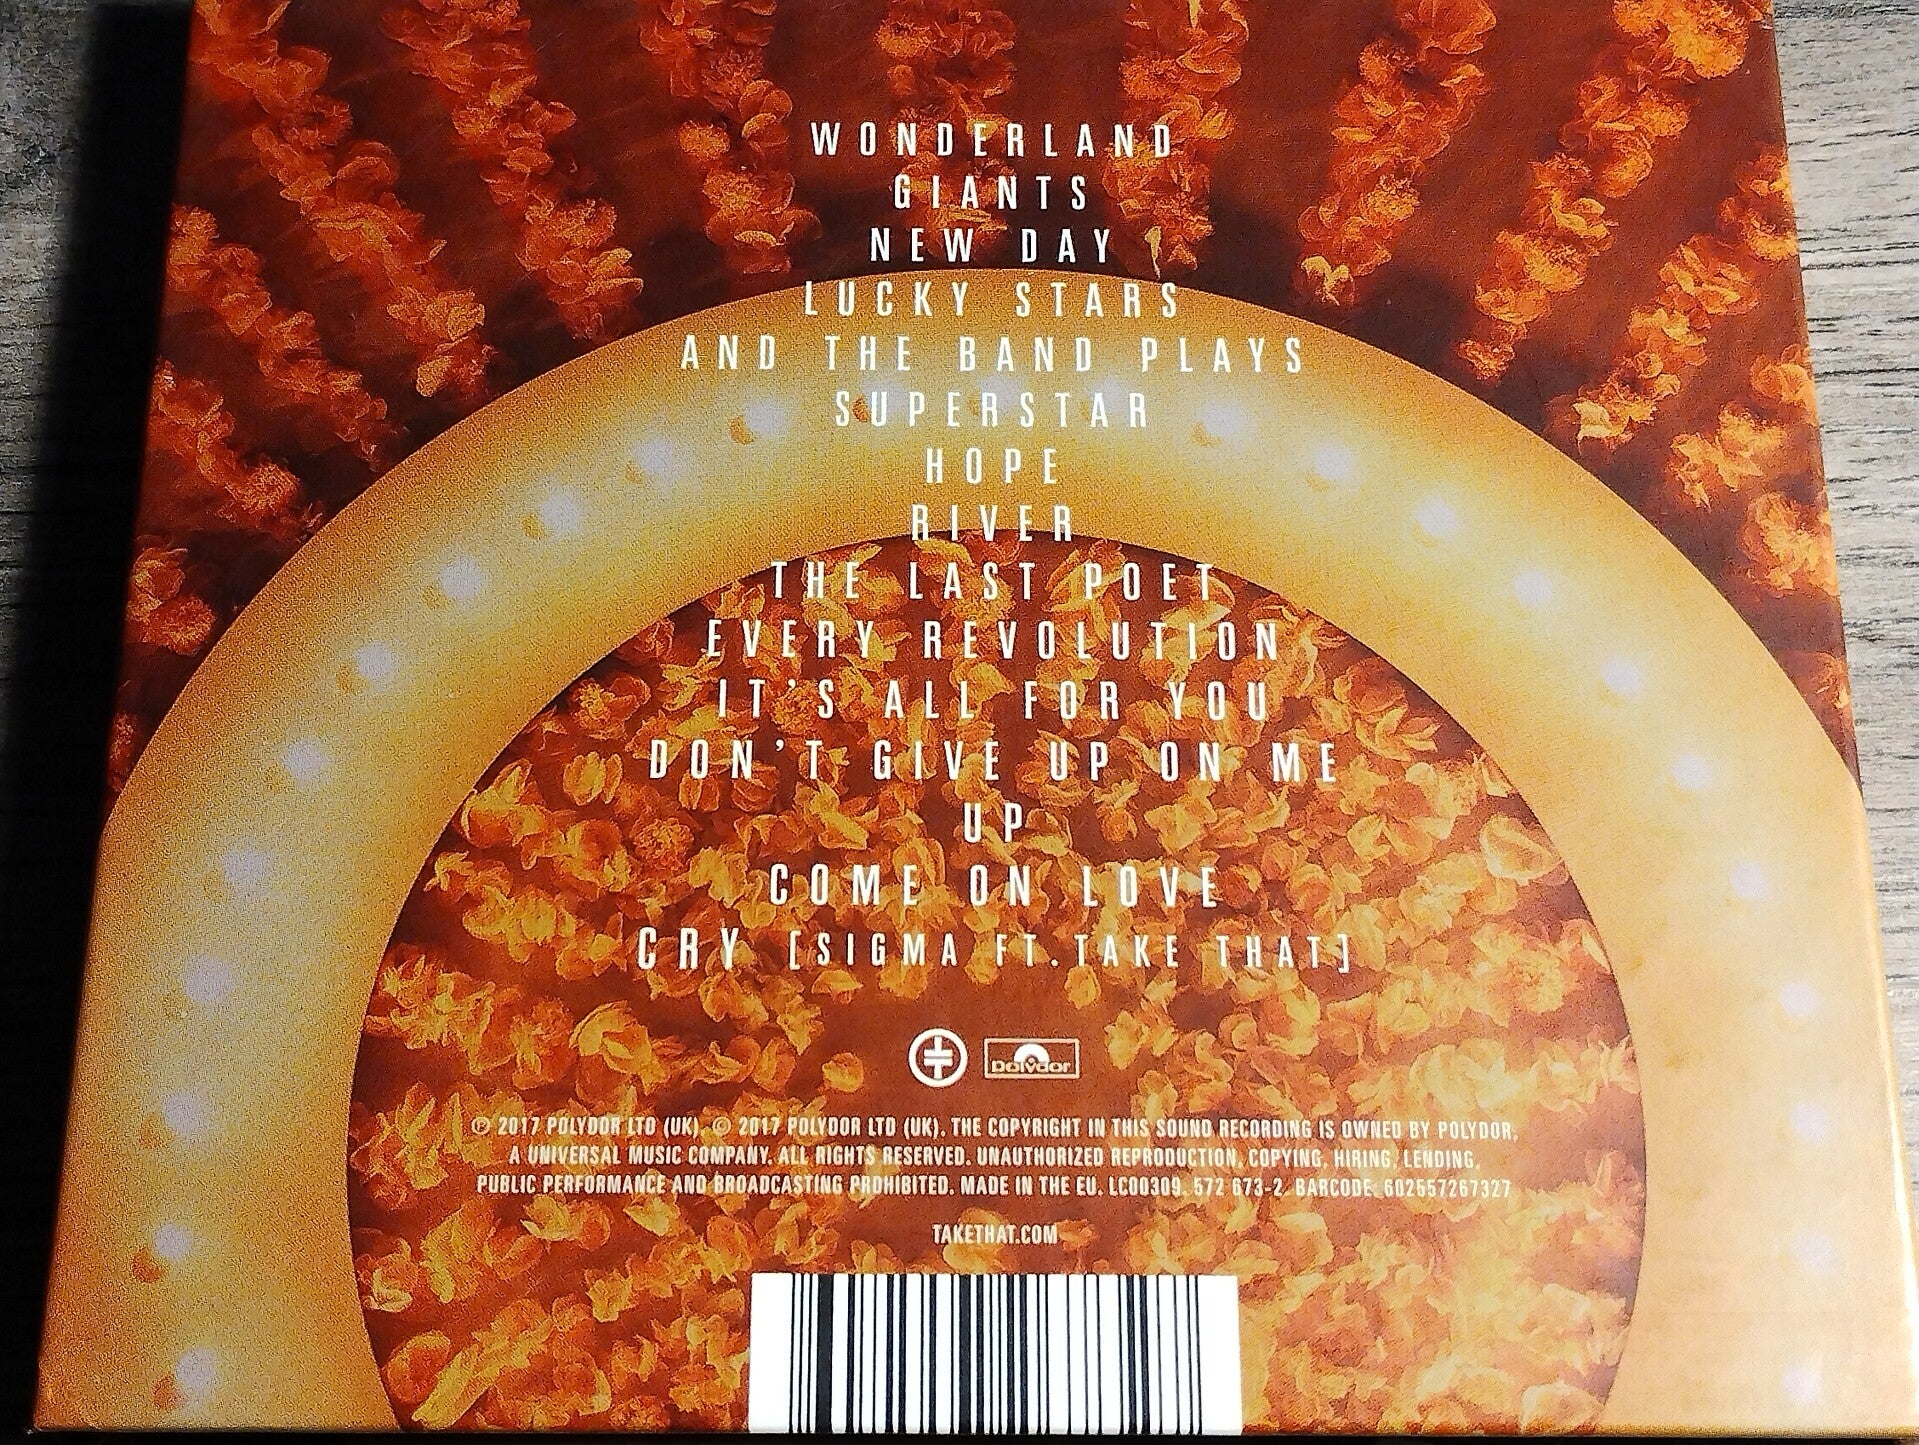 WONDERLAND
GIANTS
NEW DAY
LUCKY STARS
AND THE BAND PLAYS
SUPERSTAR
HOPE
RIVER
THE LAST POET
EVERY REVOLUTION
IT'S ALL FOR YOU
DON'T GIVE UP ON ME
UP
COME ON LOVE
CRY [SIGMA FT. TAKE THAT]
Polydor
℗ 2017 POLYDOR LTD (UK). © 2017 POLYDOR LTD (UK). THE COPYRIGHT IN THIS SOUND RECORDING IS OWNED BY POLYDOR,
A UNIVERSAL MUSIC COMPANY. ALL RIGHTS RESERVED. UNAUTHORIZED REPRODUCTION, COPYING, HIRING, LENDING,
PUBLIC PERFORMANCE AND BROADCASTING PROHIBITED. MADE IN THE EU. LC00309. 572 673-2. BARCODE: 602557267327
TAKETHAT.COM